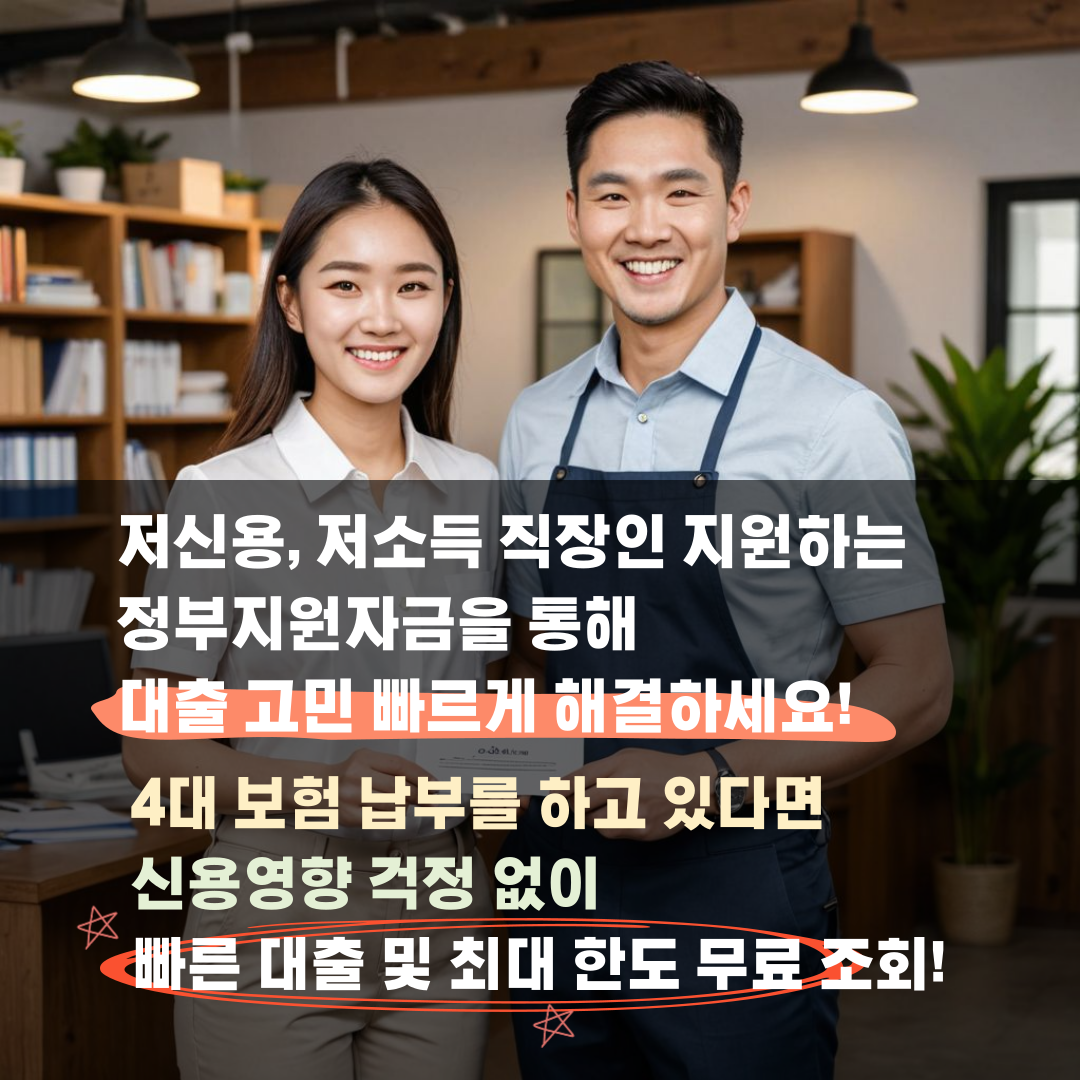 저신용, 저소득 직장인 지원하는
정부지원자금을 통해
대출 고민 빠르게 해결하세요!
4대 보험 납부를 하고 있다면
신용영향 걱정 없이
빠른 대출 및 최대 한도 무료 조회!